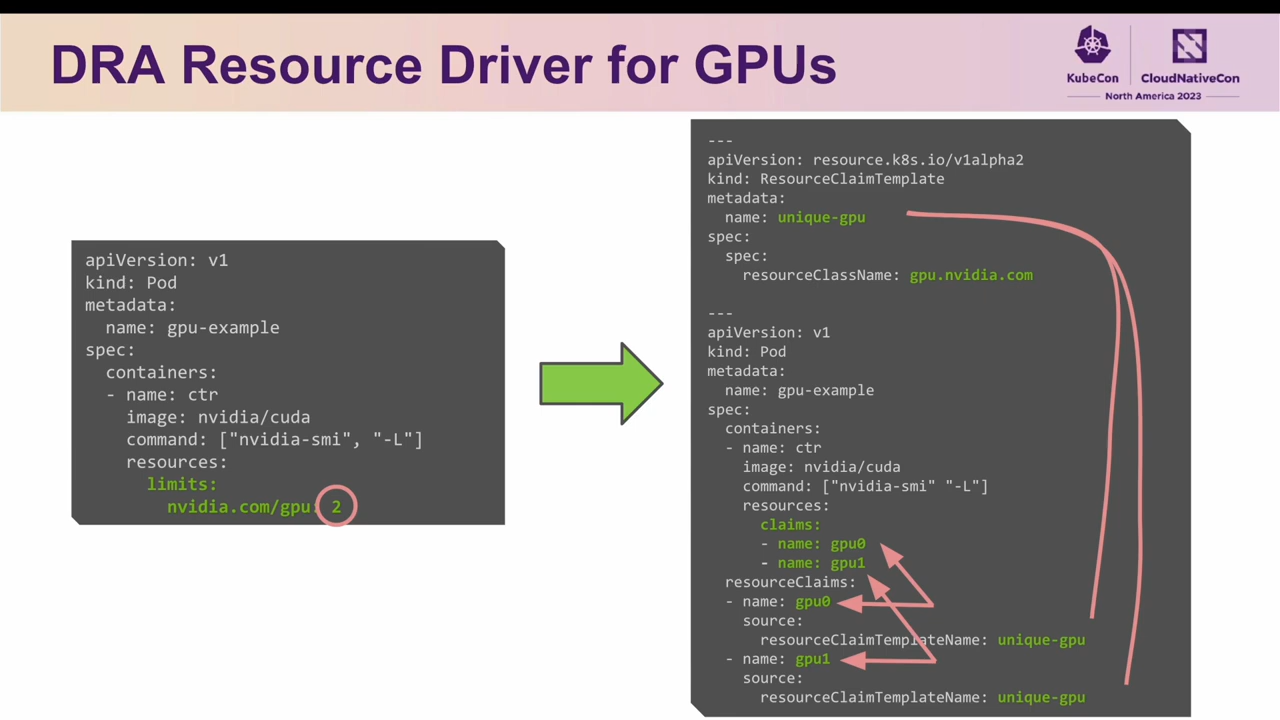 DRA Resource Driver for GPUs
KubeCon
CloudNativeCon
North America 2023
apiVersion: v1
kind: Pod
metadata:
  name: gpu-example
spec:
  containers:
  - name: ctr
    image: nvidia/cuda
    command: ["nvidia-smi", "-L"]
    resources:
      limits:
        nvidia.com/gpu: 2
---
apiVersion: resource.k8s.io/v1alpha2
kind: ResourceClaimTemplate
metadata:
  name: unique-gpu
spec:
  spec:
    resourceClassName: gpu.nvidia.com
---
apiVersion: v1
kind: Pod
metadata:
  name: gpu-example
spec:
  containers:
  - name: ctr
    image: nvidia/cuda
    command: ["nvidia-smi" "-L"]
    resources:
      claims:
      - name: gpu0
      - name: gpu1
  resourceClaims:
  - name: gpu0
    source:
      resourceClaimTemplateName: unique-gpu
  - name: gpu1
    source:
      resourceClaimTemplateName: unique-gpu